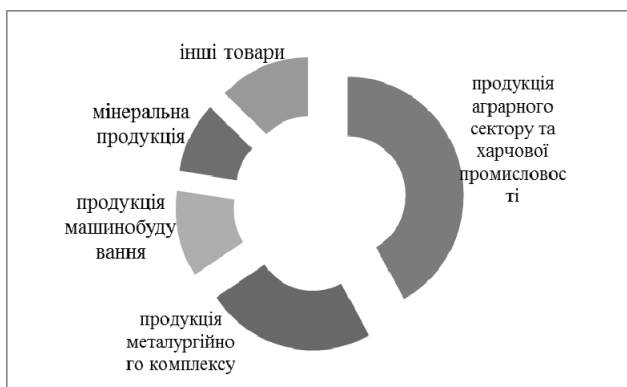 інші товари
мінеральна
продукція
продукція
машинобуду
вання
продукція
металургійно
го комплексу
продукція
аграрного
сектору та
харчової
промисловос
ті